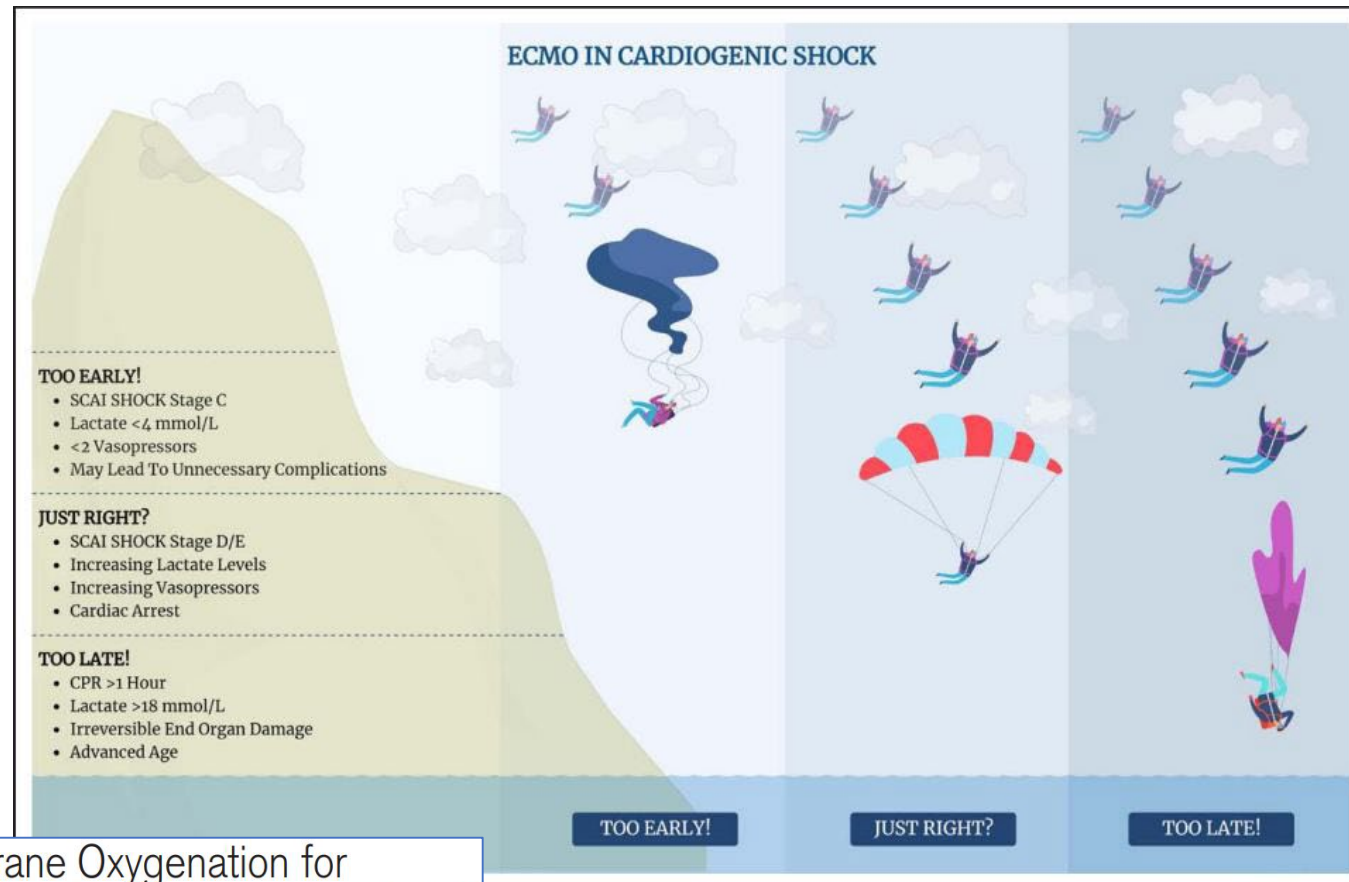 ECMO IN CARDIOGENIC SHOCK
TOO EARLY!
• SCAI SHOCK Stage C
• Lactate <4 mmol/L
• <2 Vasopressors
• May Lead To Unnecessary Complications
JUST RIGHT?
• SCAI SHOCK Stage D/E
• Increasing Lactate Levels
• Increasing Vasopressors
• Cardiac Arrest
TOO LATE!
• CPR >1 Hour
• Lactate >18 mmol/L
• Irreversible End Organ Damage
• Advanced Age
TOO EARLY!
JUST RIGHT?
TOO LATE!
rane Oxygenation for